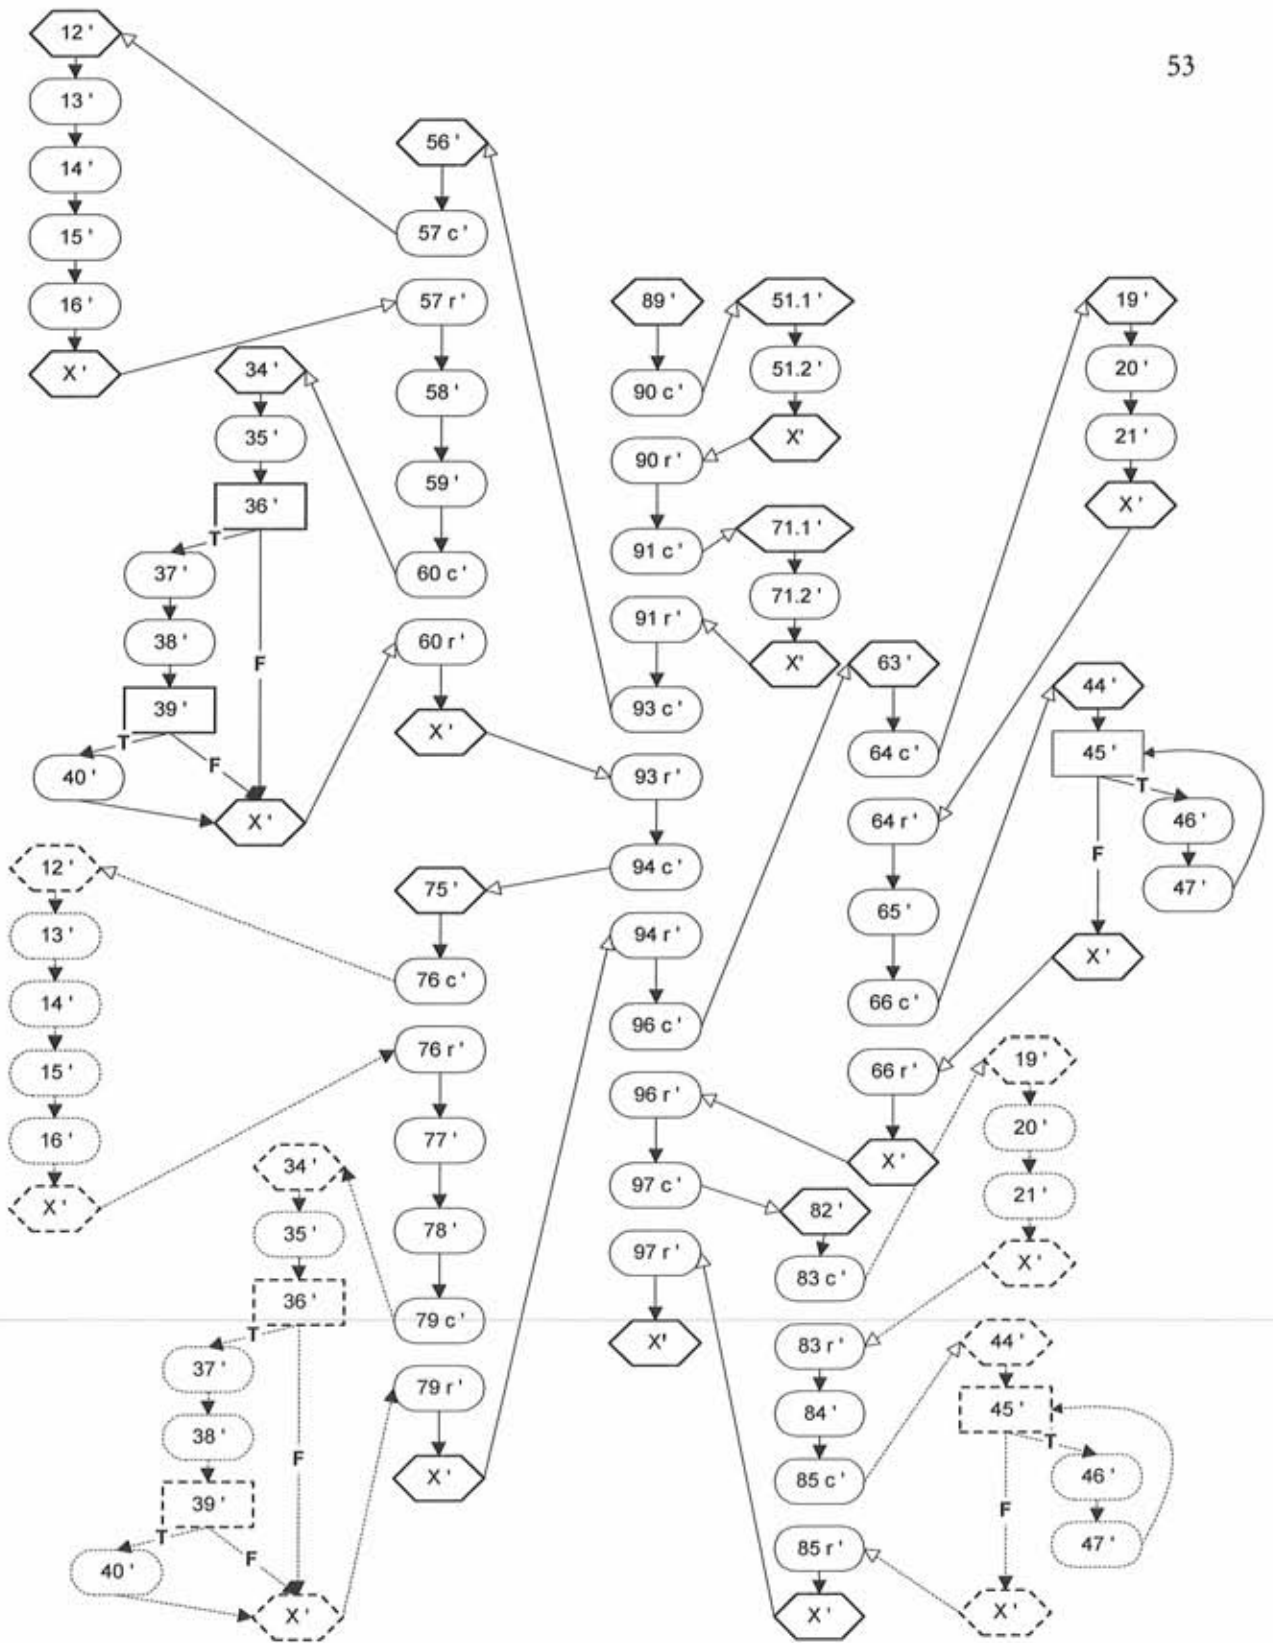 53
12 '
13 '
14 '
15 '
16 '
X '
56 '
57 c '
57 r '
58 '
59 '
60 c '
60 r '
X '
34 '
35 '
36 '
T
37 '
38 '
F
39 '
T
F
40 '
X '
89 '
90 c '
90 r '
91 c '
91 r '
93 c '
93 r '
94 c '
94 r '
96 c '
96 r '
97 c '
97 r '
X'
51.1 '
51.2 '
X'
71.1 '
71.2 '
X'
63 '
64 c '
64 r '
65 '
66 c '
66 r '
X '
19 '
20 '
21 '
X '
44 '
45 '
T
46 '
F
47 '
X '
12 '
13 '
14 '
15 '
16 '
X '
75 '
76 c '
76 r '
77 '
78 '
79 c '
79 r '
X '
34 '
35 '
36 '
T
37 '
38 '
F
39 '
T
F
40 '
X '
82 '
83 c '
83 r '
84 '
85 c '
85 r '
X '
19 '
20 '
21 '
X '
44 '
45 '
T
46 '
F
47 '
X '